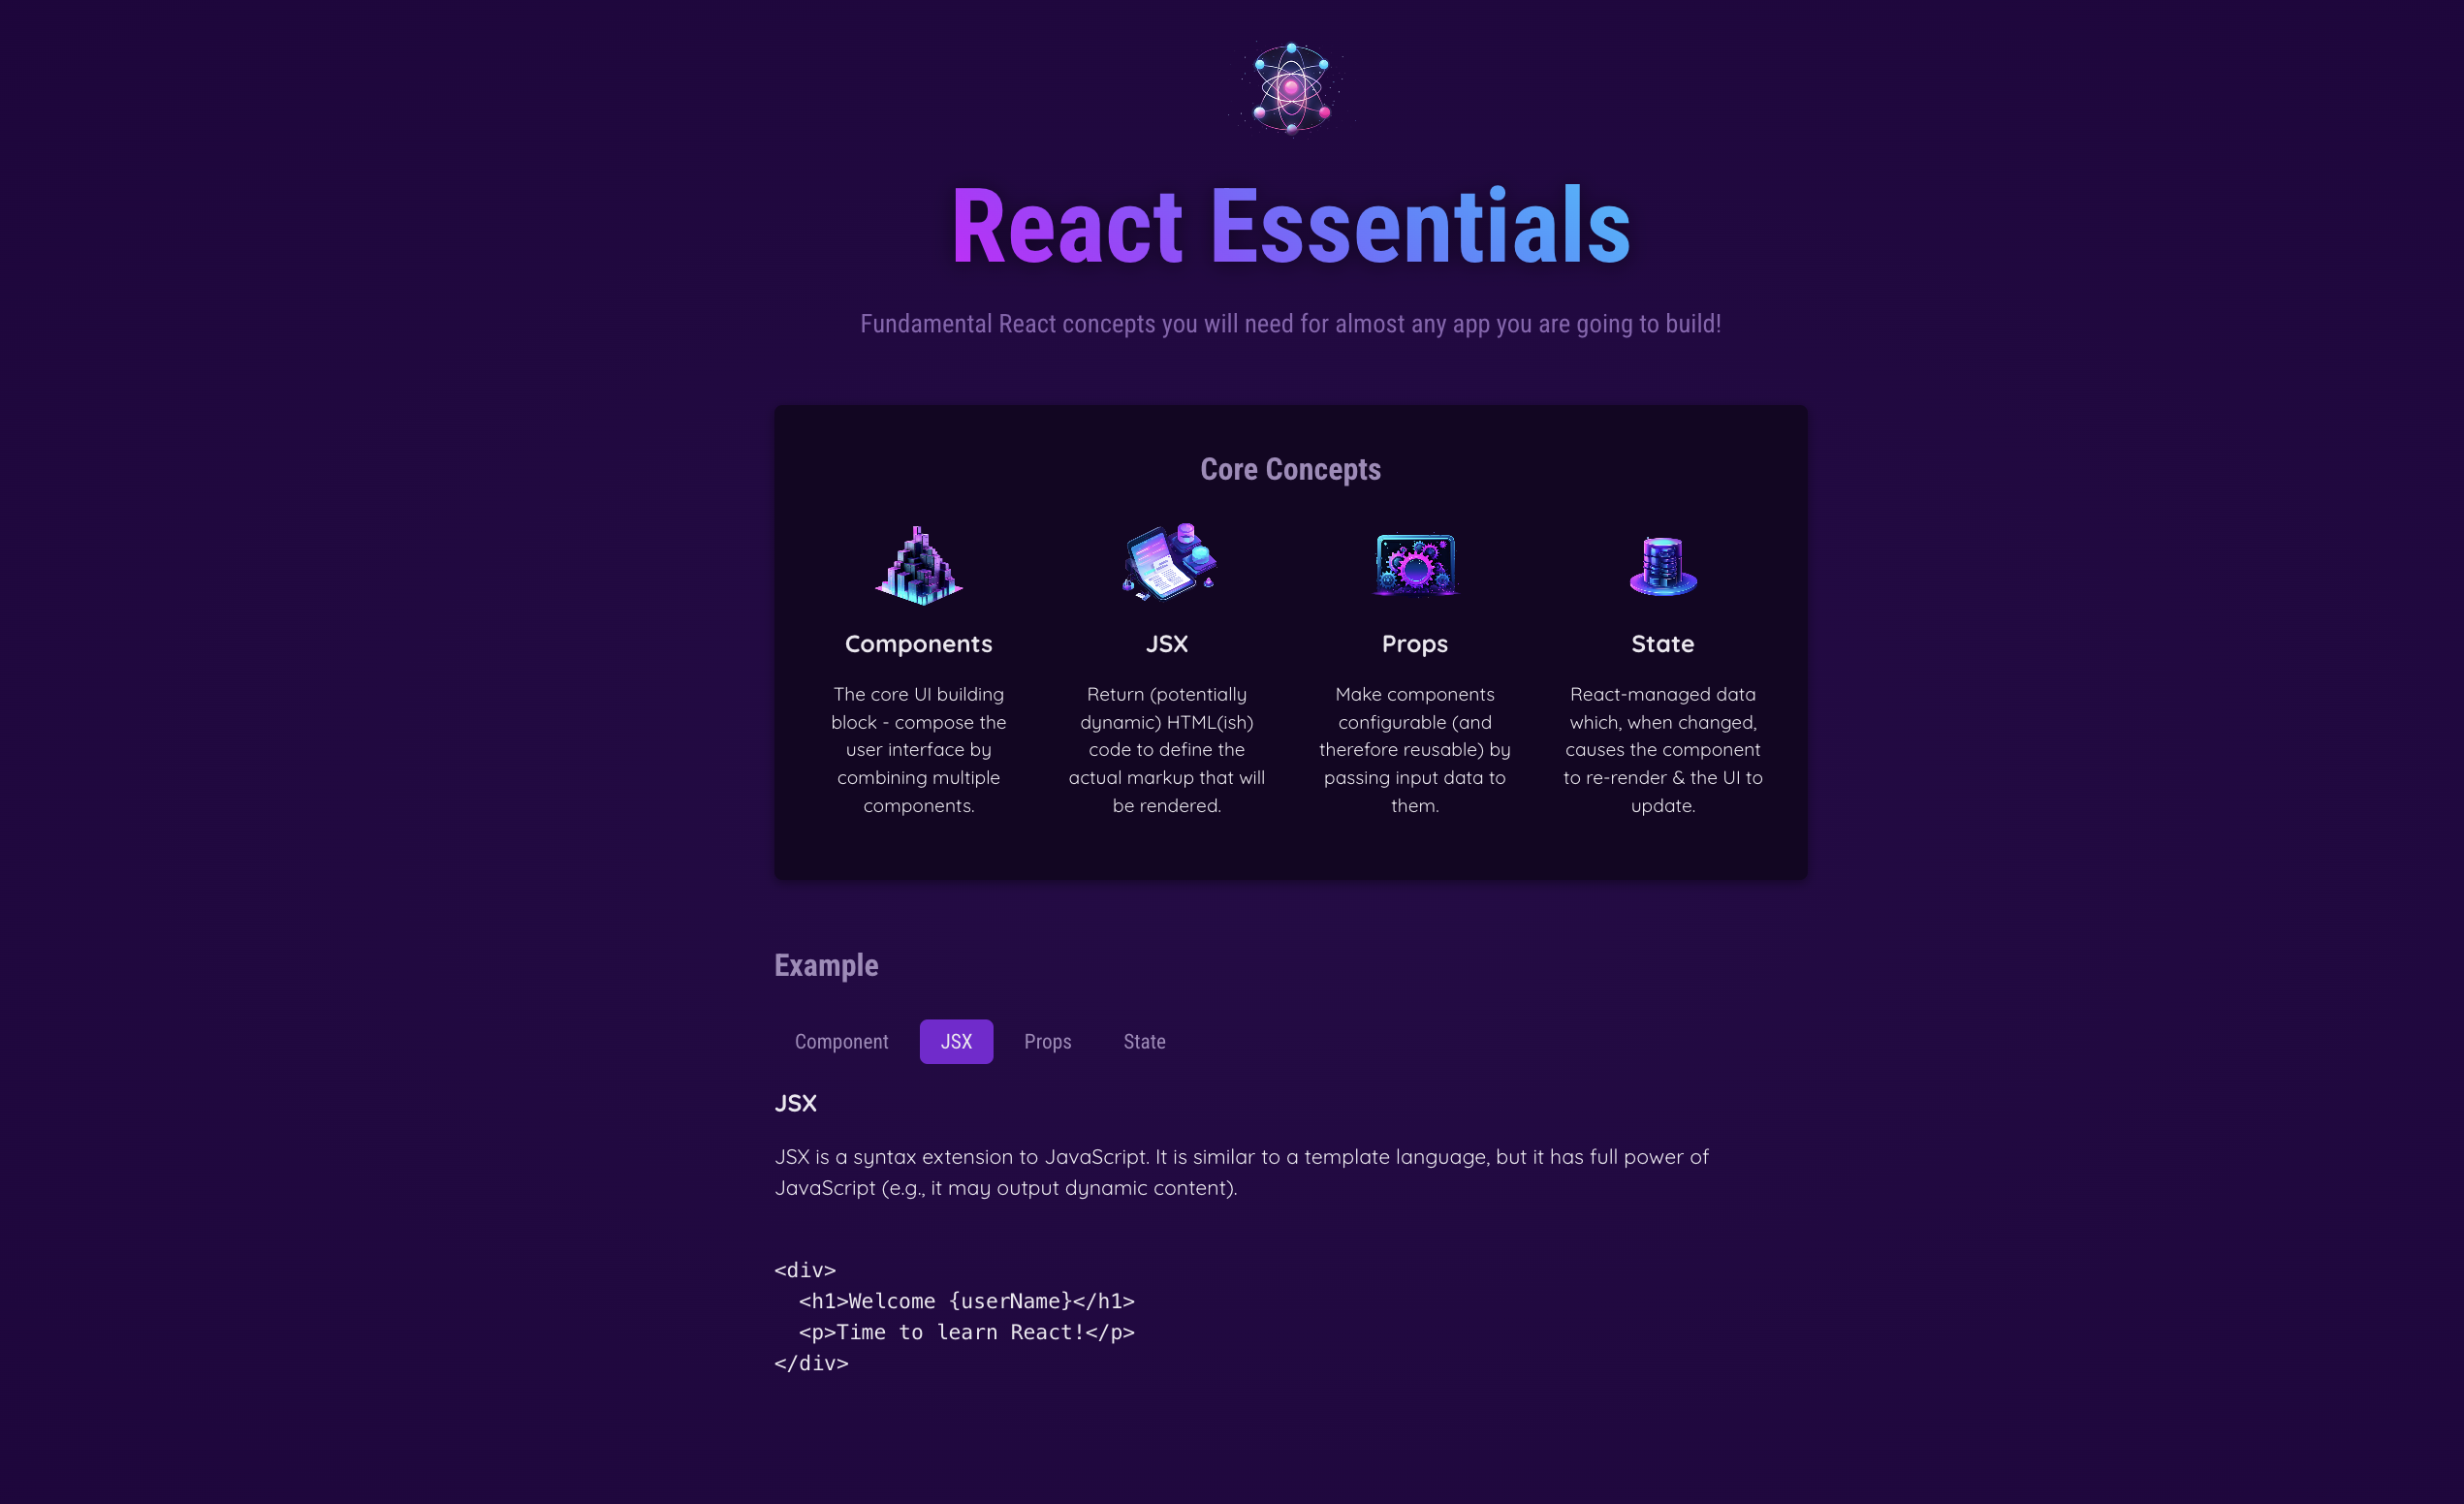 React Essentials
Fundamental React concepts you will need for almost any app you are going to build!
Core Concepts
Components
The core UI building
block - compose the
user interface by
combining multiple
components.
JSX
Return (potentially
dynamic) HTML(ish)
code to define the
actual markup that will
be rendered.
Props
Make components
configurable (and
therefore reusable) by
passing input data to
them.
State
React-managed data
which, when changed,
causes the component
to re-render & the UI to
update.
Example
Component JSX Props State
JSX
JSX is a syntax extension to JavaScript. It is similar to a template language, but it has full power of
JavaScript (e.g., it may output dynamic content).
<div>
  <h1>Welcome {userName}</h1>
  <p>Time to learn React!</p>
</div>